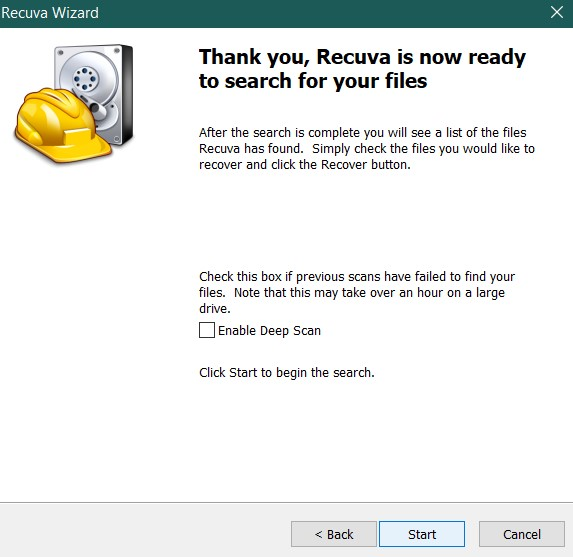 Recuva Wizard
Thank you, Recuva is now ready
to search for your files
After the search is complete you will see a list of the files
Recuva has found.  Simply check the files you would like to
recover and click the Recover button.
Check this box if previous scans have failed to find your
files.  Note that this may take over an hour on a large
drive.
Enable Deep Scan
Click Start to begin the search.
< Back
Start
Cancel